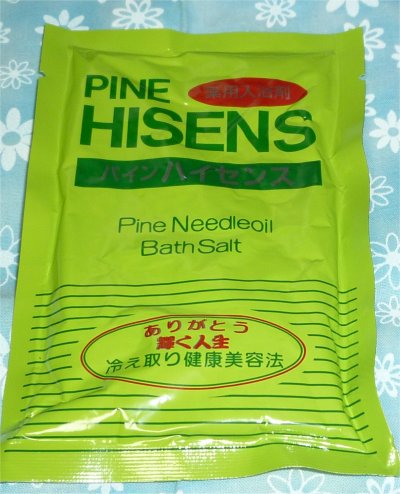 PINE
薬用入浴剤
HISENS
パインハイセンス
Pine Needleoil
Bath Salt
ありがとう
輝く人生
冷え取り健康美容法